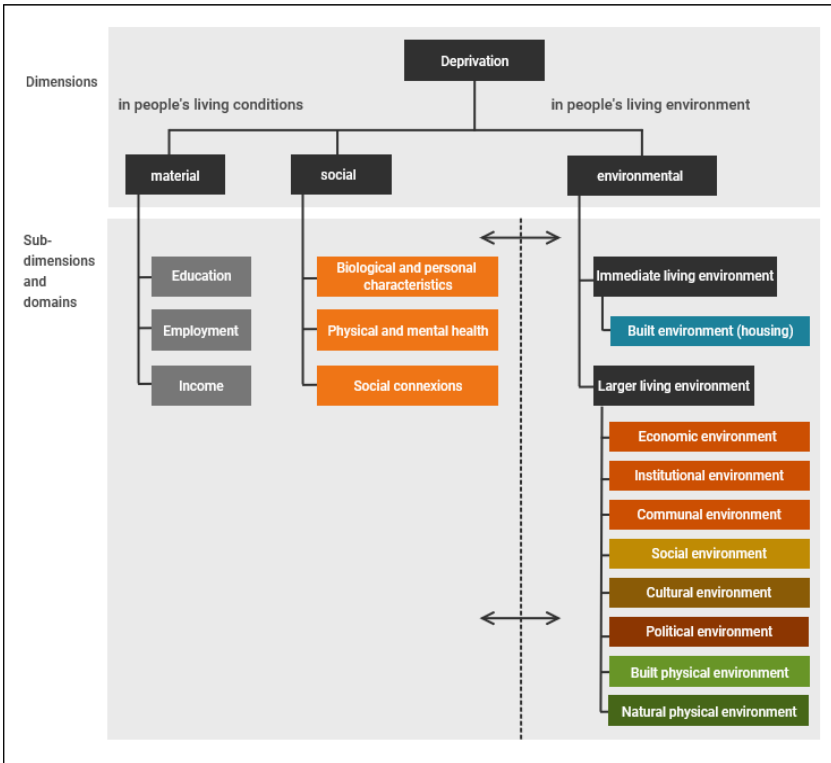 Deprivation
Dimensions
in people's living conditions
in people's living environment
material
social
environmental
Sub-
dimensions
and
domains
Education
Employment
Income
Biological and personal
characteristics
Physical and mental health
Social connexions
Immediate living environment
Built environment (housing)
Larger living environment
Economic environment
Institutional environment
Communal environment
Social environment
Cultural environment
Political environment
Built physical environment
Natural physical environment